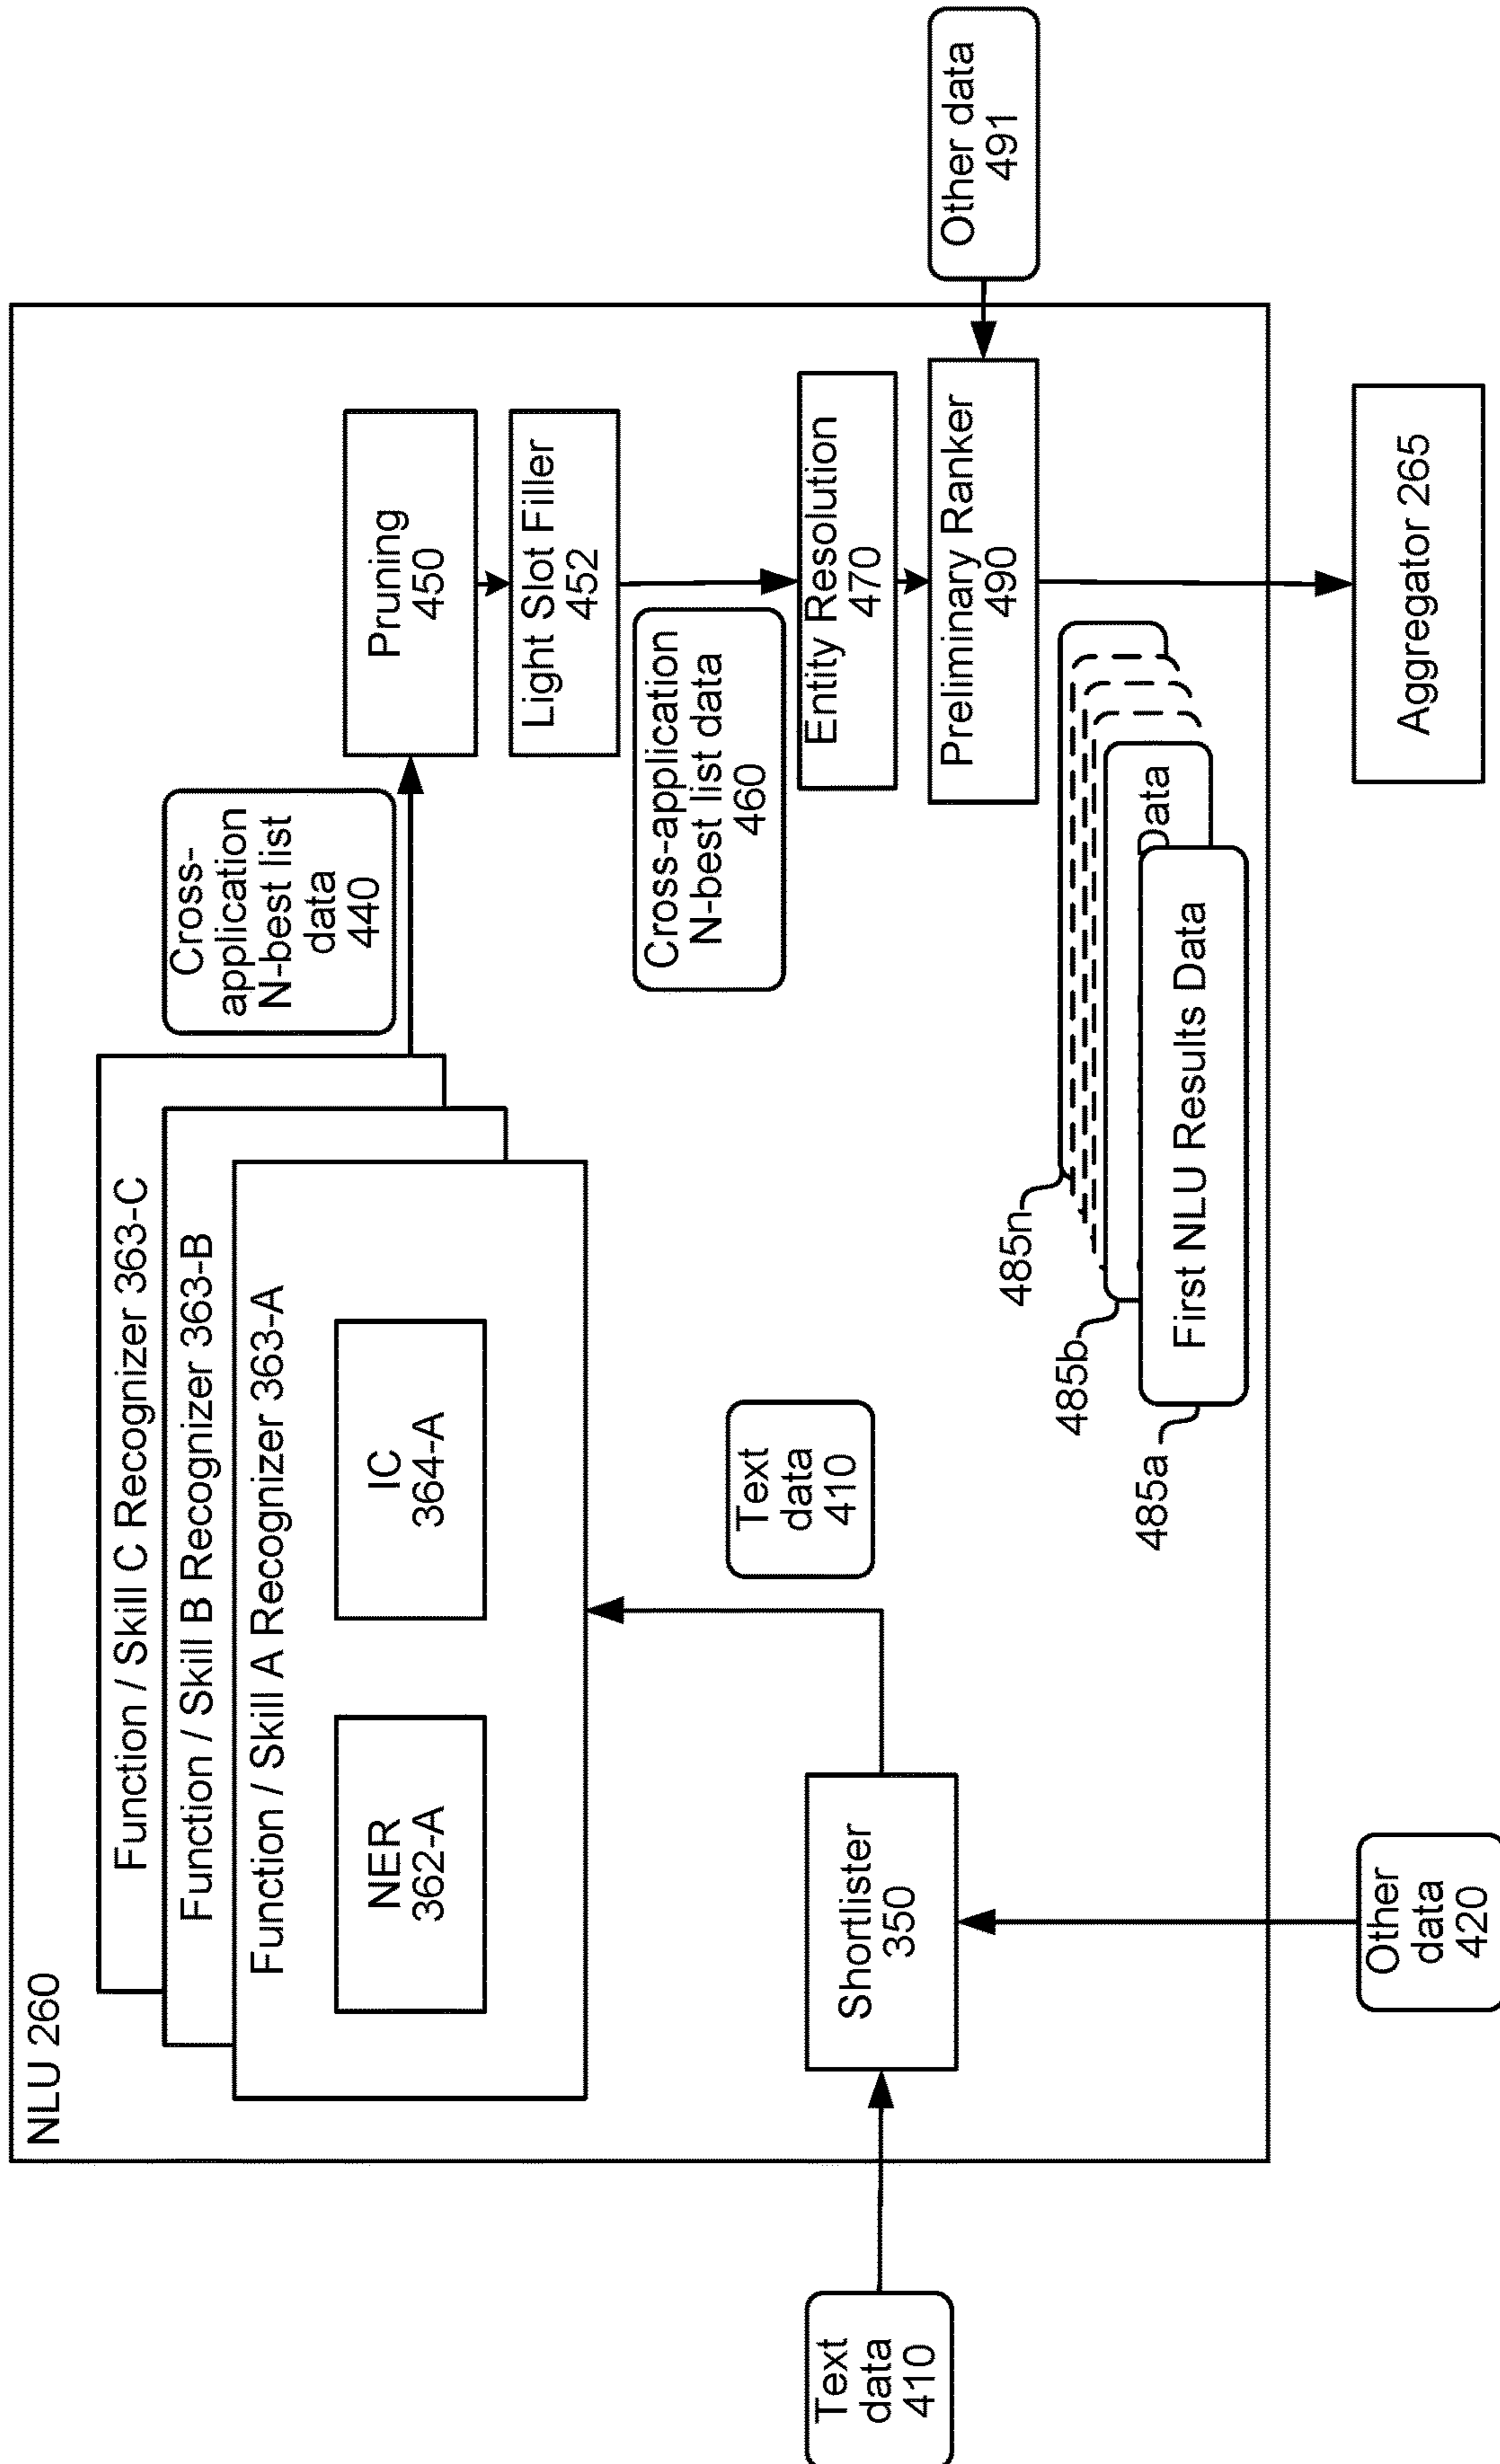 NLU 260
Function / Skill C Recognizer 363-C
Function / Skill B Recognizer 363-B
Function / Skill A Recognizer 363-A
NER
362-A
IC
364-A
Cross-
application
N-best list
data
440
Pruning
450
Light Slot Filler
452
Cross-application
N-best list data
460
Entity Resolution
470
Preliminary Ranker
490
Other data
491
Text
data
410
Shortlister
350
Text
data
410
Other
data
420
485n
485b
485a
Data
First NLU Results Data
Aggregator 265